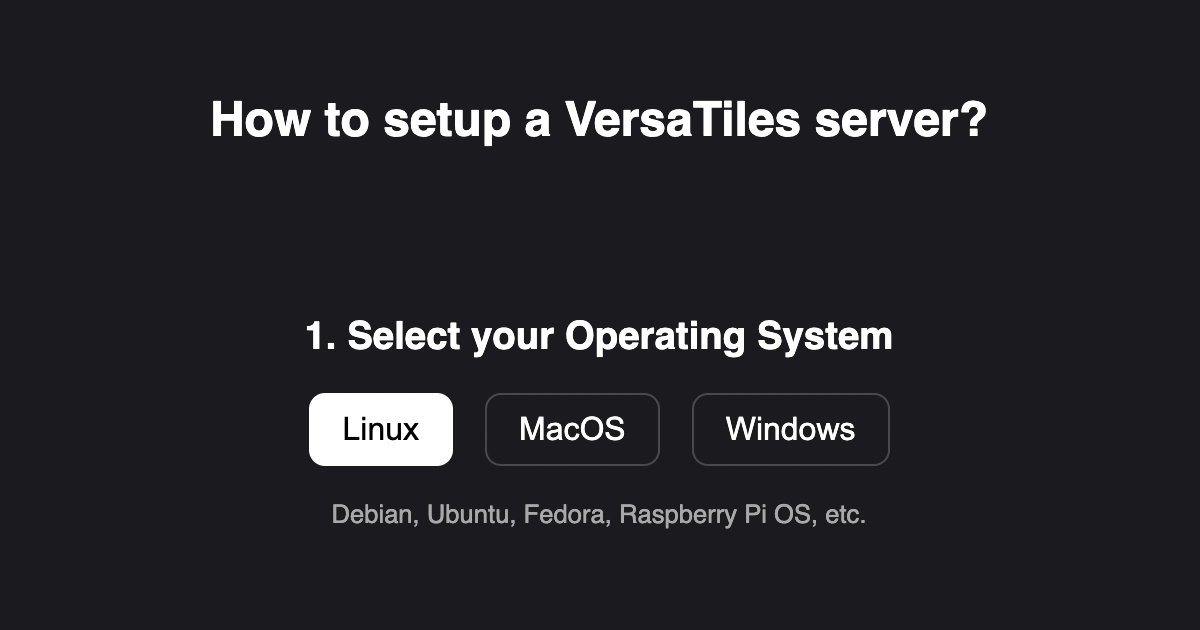 How to setup a VersaTiles server?
1. Select your Operating System
Linux MacOS Windows
Debian, Ubuntu, Fedora, Raspberry Pi OS, etc.